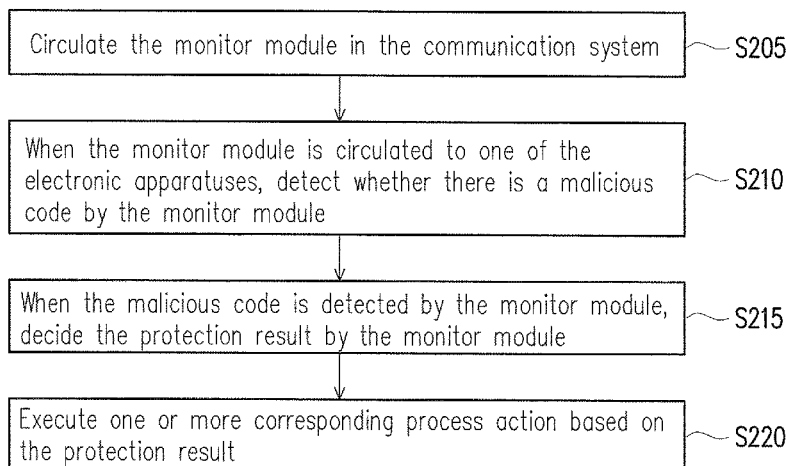 Circulate the monitor module in the communication system
S205
When the monitor module is circulated to one of the
electronic apparatuses, detect whether there is a malicious
code by the monitor module
S210
When the malicious code is detected by the monitor module,
decide the protection result by the monitor module
S215
Execute one or more corresponding process action based on
the protection result
S220